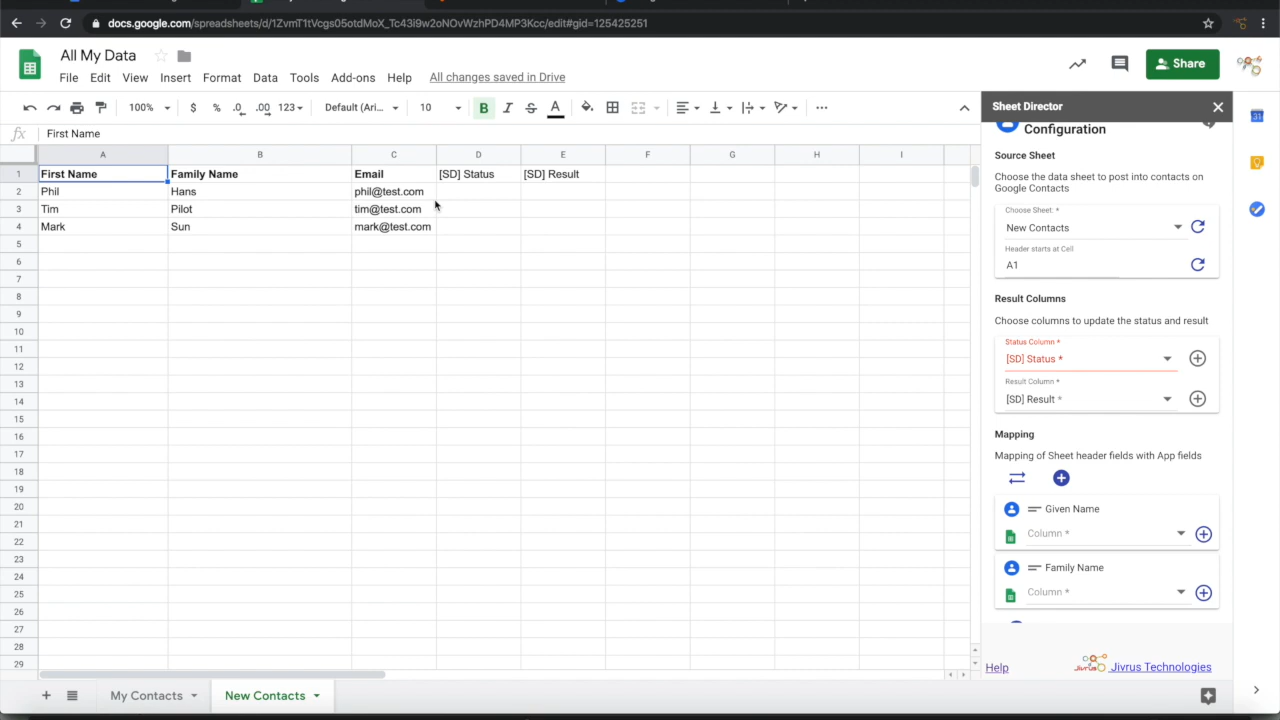 docs.google.com/spreadsheets/d/1ZvmT1tVcgs05otdMoX_Tc43i9w2oNOvWzhPD4MP3Kcc/edit#gid=125425251
All My Data
File Edit View Insert Format Data Tools Add-ons Help All changes saved in Drive
Share
100% $ % .0 .00 123 Default (Ari... 10 B I S A
fx First Name
A B C D E F G H I
1 First Name Family Name Email [SD] Status [SD] Result
2 Phil Hans phil@test.com
3 Tim Pilot tim@test.com
4 Mark Sun mark@test.com
5
6
7
8
9
10
11
12
13
14
15
16
17
18
19
20
21
22
23
24
25
26
27
28
29
My Contacts New Contacts
Sheet Director
Configuration
Source Sheet
Choose the data sheet to post into contacts on
Google Contacts
Choose Sheet: *
New Contacts
Header starts at Cell
A1
Result Columns
Choose columns to update the status and result
Status Column *
[SD] Status *
Result Column *
[SD] Result *
Mapping
Mapping of Sheet header fields with App fields
Given Name
Column *
Family Name
Column *
Help Jivrus Technologies
31